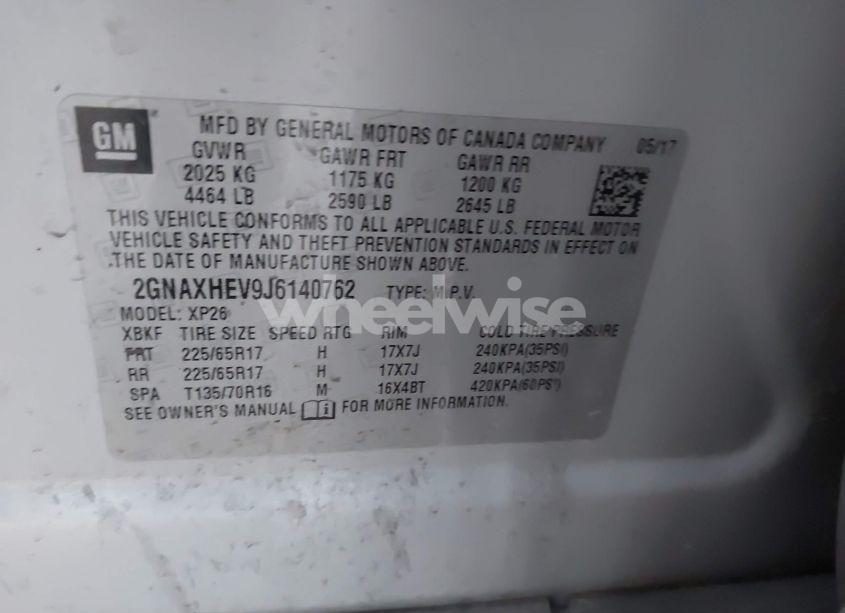 GM MFD BY GENERAL MOTORS OF CANADA COMPANY 05/17
GVWR GAWR FRT GAWR RR
2025 KG 1175 KG 1200 KG
4464 LB 2590 LB 2645 LB
THIS VEHICLE CONFORMS TO ALL APPLICABLE U.S. FEDERAL MOTOR
VEHICLE SAFETY AND THEFT PREVENTION STANDARDS IN EFFECT ON
THE DATE OF MANUFACTURE SHOWN ABOVE.
2GNAXHEV9J6140762 TYPE: M.P.V.
wheelwise
MODEL: XP26
XBKF TIRE SIZE SPEED RTG RIM COLD TIRE PRESSURE
FRT 225/65R17 H 17X7J 240KPA(35PSI)
RR 225/65R17 H 17X7J 240KPA(35PSI)
SPA T135/70R16 M 16X4BT 420KPA(60PSI)
SEE OWNER'S MANUAL FOR MORE INFORMATION.